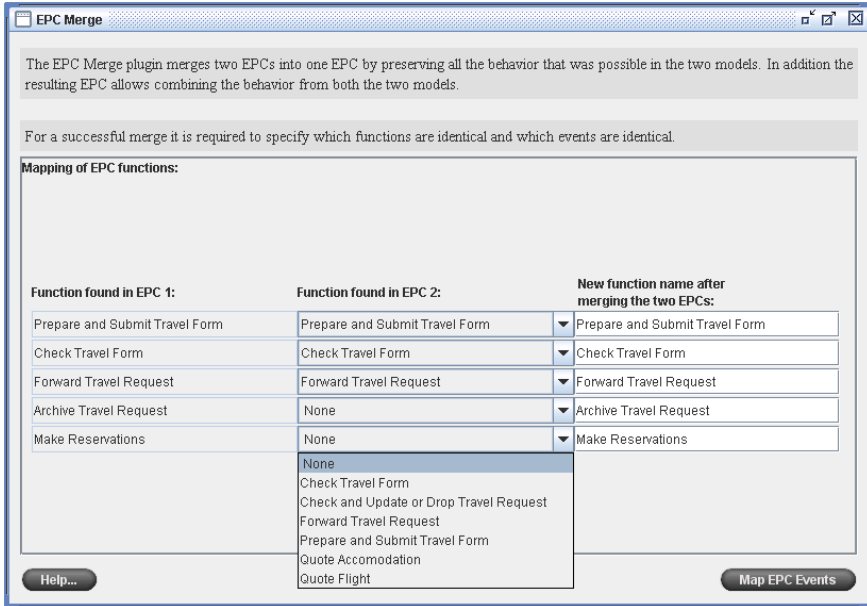 EPC Merge
The EPC Merge plugin merges two EPCs into one EPC by preserving all the behavior that was possible in the two models. In addition the
resulting EPC allows combining the behavior from both the two models.
For a successful merge it is required to specify which functions are identical and which events are identical.
Mapping of EPC functions:
Function found in EPC 1: Function found in EPC 2: New function name after
merging the two EPCs:
Prepare and Submit Travel Form Prepare and Submit Travel Form Prepare and Submit Travel Form
Check Travel Form Check Travel Form Check Travel Form
Forward Travel Request Forward Travel Request Forward Travel Request
Archive Travel Request None Archive Travel Request
Make Reservations None Make Reservations
None
Check Travel Form
Check and Update or Drop Travel Request
Forward Travel Request
Prepare and Submit Travel Form
Quote Accomodation
Quote Flight
Help... Map EPC Events